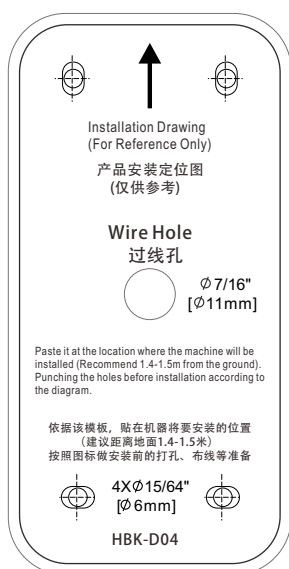 Installation Drawing
(For Reference Only)
产品安装定位图
(仅供参考)
Wire Hole
过线孔
∅7/16"
[∅11mm]
Paste it at the location where the machine will be
installed (Recommend 1.4-1.5m from the ground).
Punching the holes before installation according to
the diagram.
依据该模板，贴在机器将要安装的位置
（建议距离地面1.4-1.5米）
按照图标做安装前的打孔、布线等准备
4X∅15/64"
[∅6mm]
HBK-D04